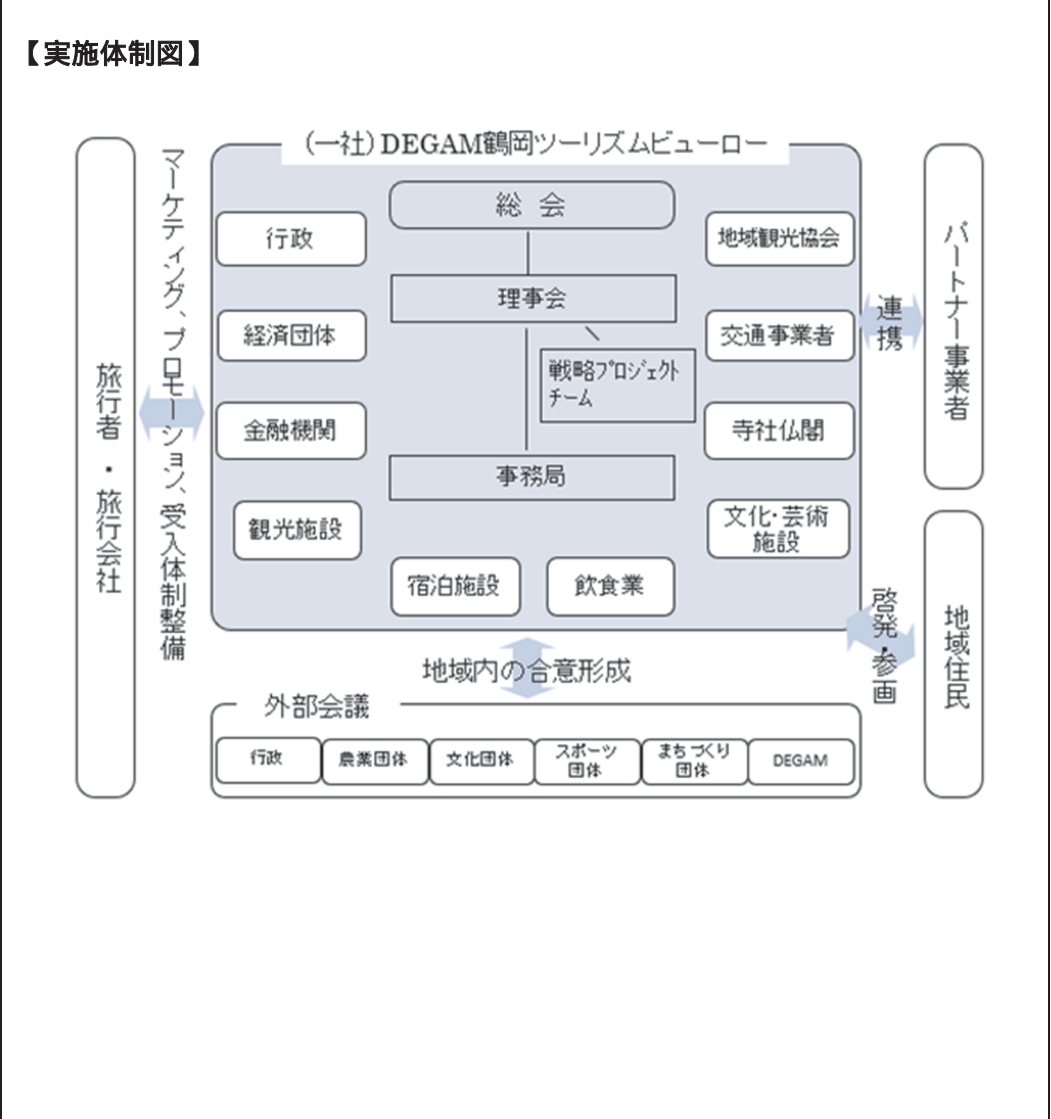 【実施体制図】
(一社)DEGAM鶴岡ツーリズムビューロー
旅行者・旅行会社
マーケティング、プロモーション、受入体制整備
総 会
行政
地域観光協会
理事会
経済団体
交通事業者
戦略プロジェクト
チーム
金融機関
寺社仏閣
事務局
観光施設
文化・芸術
施設
宿泊施設
飲食業
連携
パートナー事業者
啓発・参画
地域住民
地域内の合意形成
外部会議
行政
農業団体
文化団体
スポーツ
団体
まちづくり
団体
DEGAM